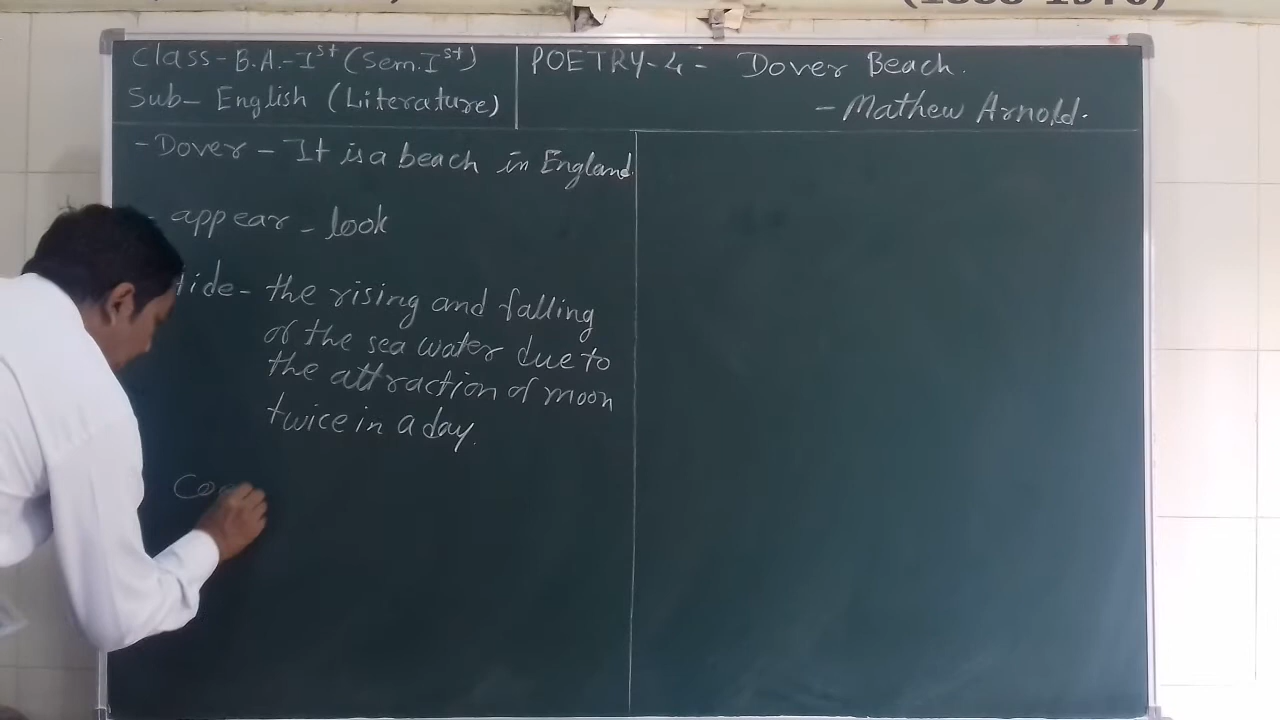 Class - B.A.-Ist (Sem. Ist)
Sub- English (Literature)
POETRY-4 - Dover Beach.
- Mathew Arnold.
- Dover - It is a beach in England.
- appear - look
tide - the rising and falling
of the sea water due to
the attraction of moon
twice in a day.